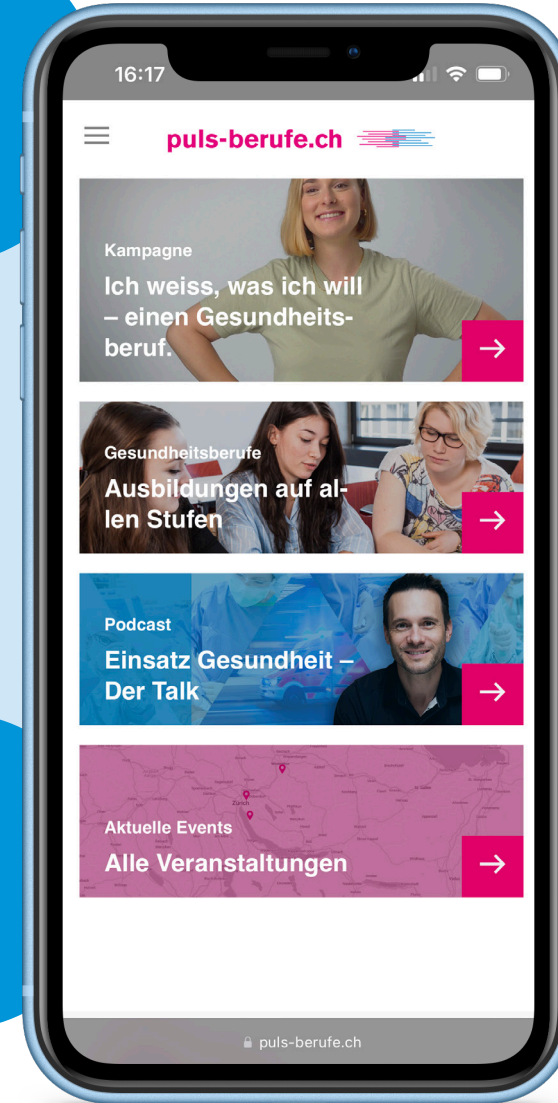 16:17
puls-berufe.ch
Kampagne
Ich weiss, was ich will
– einen Gesundheits-
beruf.
Gesundheitsberufe
Ausbildungen auf al-
len Stufen
Podcast
Einsatz Gesundheit –
Der Talk
Zürich
Aktuelle Events
Alle Veranstaltungen
puls-berufe.ch